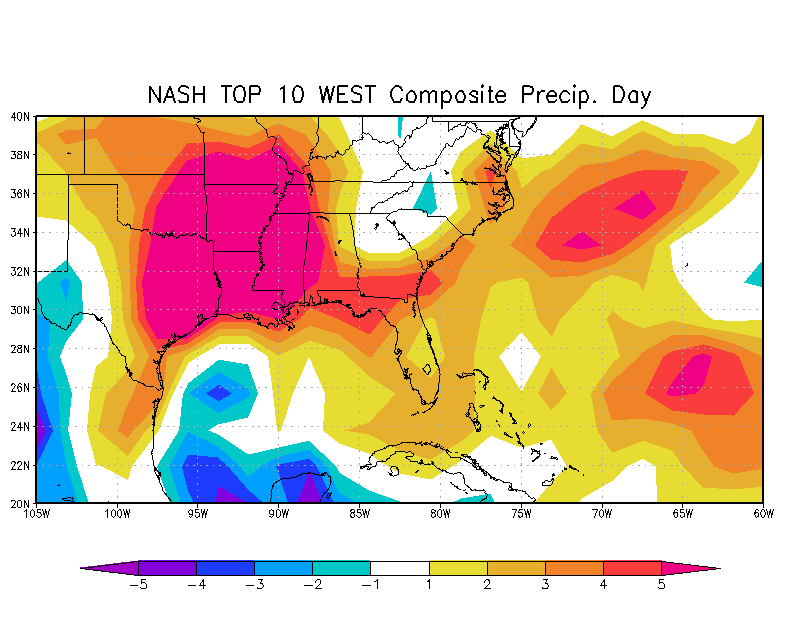 NASH TOP 10 WEST Composite Precip. Day
40N
38N
36N
34N
32N
30N
28N
26N
24N
22N
20N
105W 100W 95W 90W 85W 80W 75W 70W 65W 60W
−5 −4 −3 −2 −1 1 2 3 4 5